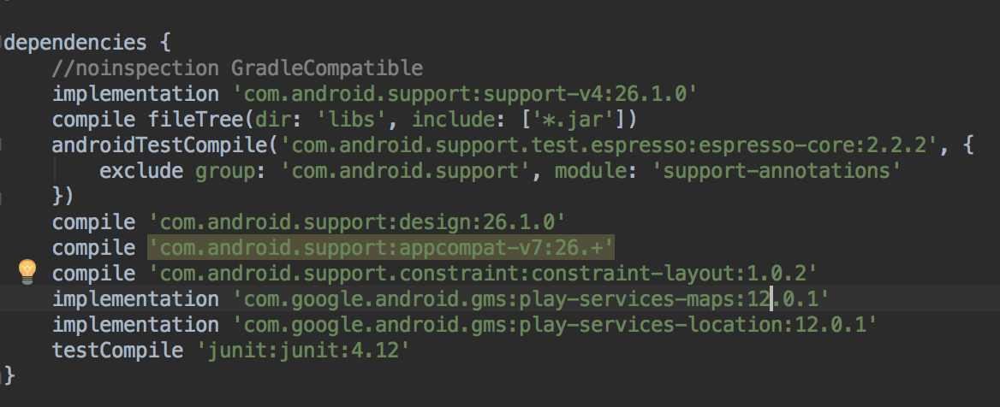 dependencies {
    //noinspection GradleCompatible
    implementation 'com.android.support:support-v4:26.1.0'
    compile fileTree(dir: 'libs', include: ['*.jar'])
    androidTestCompile('com.android.support.test.espresso:espresso-core:2.2.2', {
        exclude group: 'com.android.support', module: 'support-annotations'
    })
    compile 'com.android.support:design:26.1.0'
    compile 'com.android.support:appcompat-v7:26.+'
    compile 'com.android.support.constraint:constraint-layout:1.0.2'
    implementation 'com.google.android.gms:play-services-maps:12.0.1'
    implementation 'com.google.android.gms:play-services-location:12.0.1'
    testCompile 'junit:junit:4.12'
}